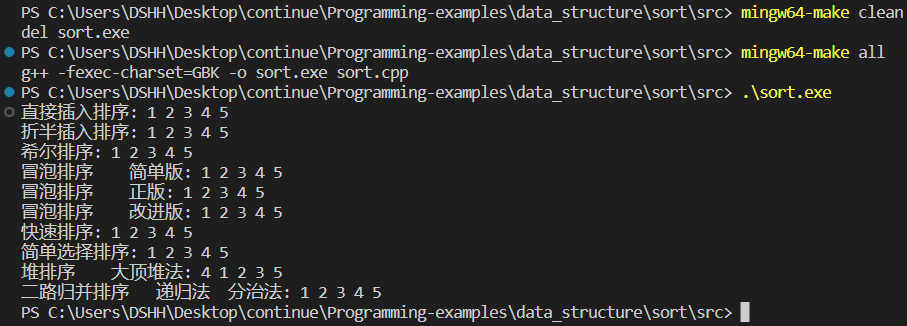 PS C:\Users\DSHH\Desktop\continue\Programming-examples\data_structure\sort\src> mingw64-make clean
del sort.exe
PS C:\Users\DSHH\Desktop\continue\Programming-examples\data_structure\sort\src> mingw64-make all
g++ -fexec-charset=GBK -o sort.exe sort.cpp
PS C:\Users\DSHH\Desktop\continue\Programming-examples\data_structure\sort\src> .\sort.exe
直接插入排序: 1 2 3 4 5
折半插入排序: 1 2 3 4 5
希尔排序: 1 2 3 4 5
冒泡排序    简单版: 1 2 3 4 5
冒泡排序    正版: 1 2 3 4 5
冒泡排序    改进版: 1 2 3 4 5
快速排序: 1 2 3 4 5
简单选择排序: 1 2 3 4 5
堆排序    大顶堆法: 4 1 2 3 5
二路归并排序   递归法  分治法: 1 2 3 4 5
PS C:\Users\DSHH\Desktop\continue\Programming-examples\data_structure\sort\src>